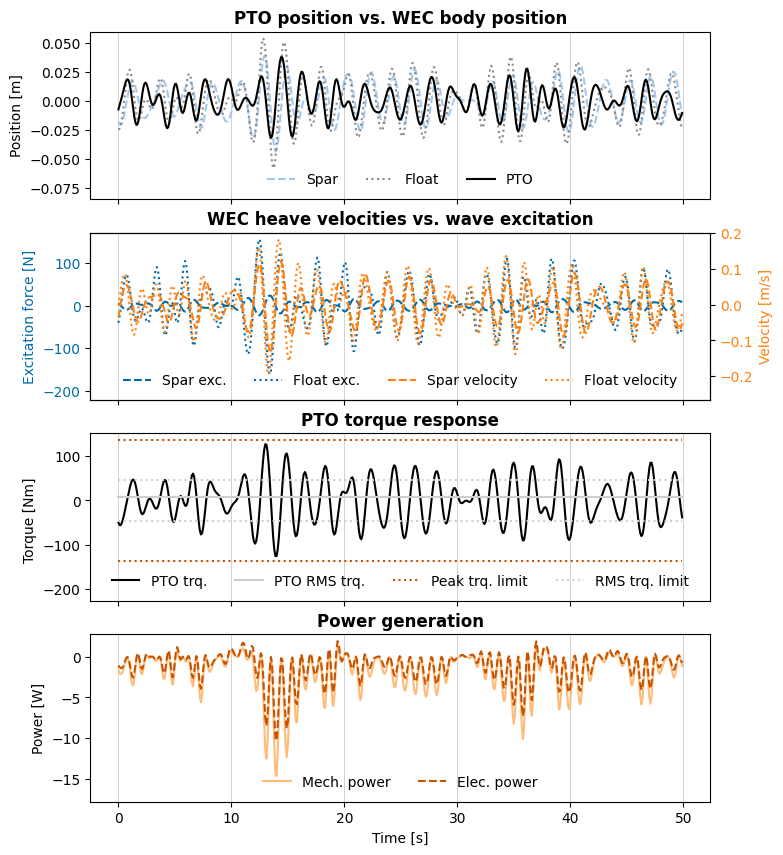 PTO position vs. WEC body position
Position [m]
0.050
0.025
0.000
−0.025
−0.050
−0.075
Spar Float PTO
WEC heave velocities vs. wave excitation
Excitation force [N]
100
0
−100
−200
0.2
0.1
0.0
−0.1
−0.2
Velocity [m/s]
Spar exc. Float exc. Spar velocity Float velocity
PTO torque response
Torque [Nm]
100
0
−100
−200
PTO trq. PTO RMS trq. Peak trq. limit RMS trq. limit
Power generation
Power [W]
0
−5
−10
−15
Mech. power Elec. power
0 10 20 30 40 50
Time [s]